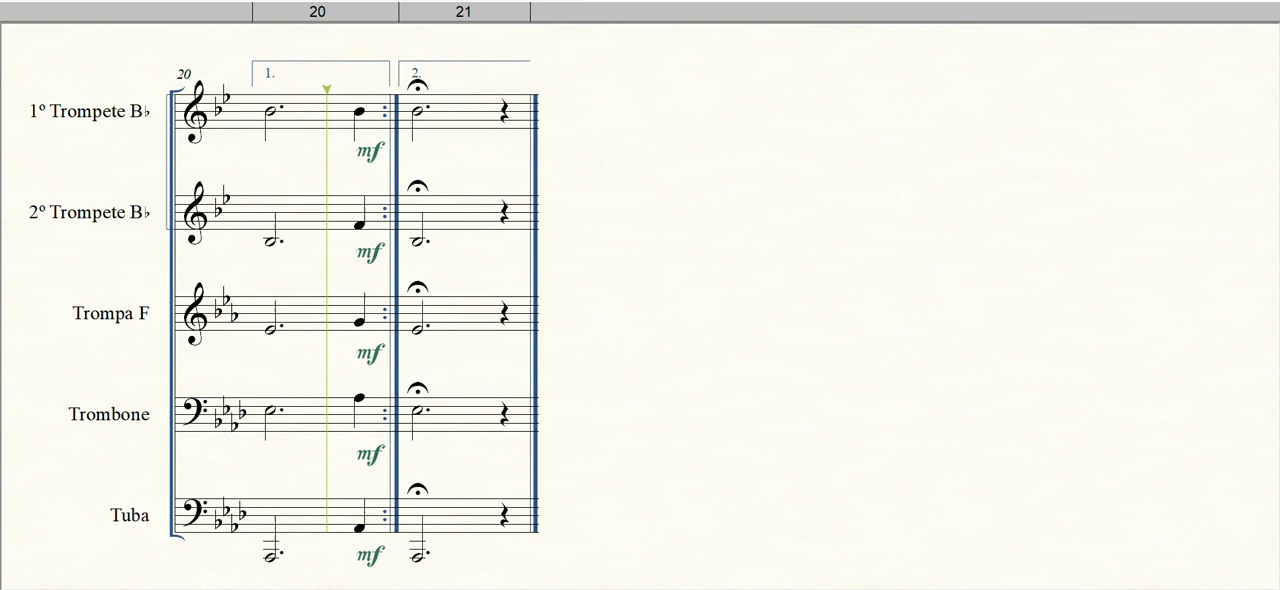 20 21
20 1. 2.
1º Trompete B♭
mf
2º Trompete B♭
mf
Trompa F
mf
Trombone
mf
Tuba
mf